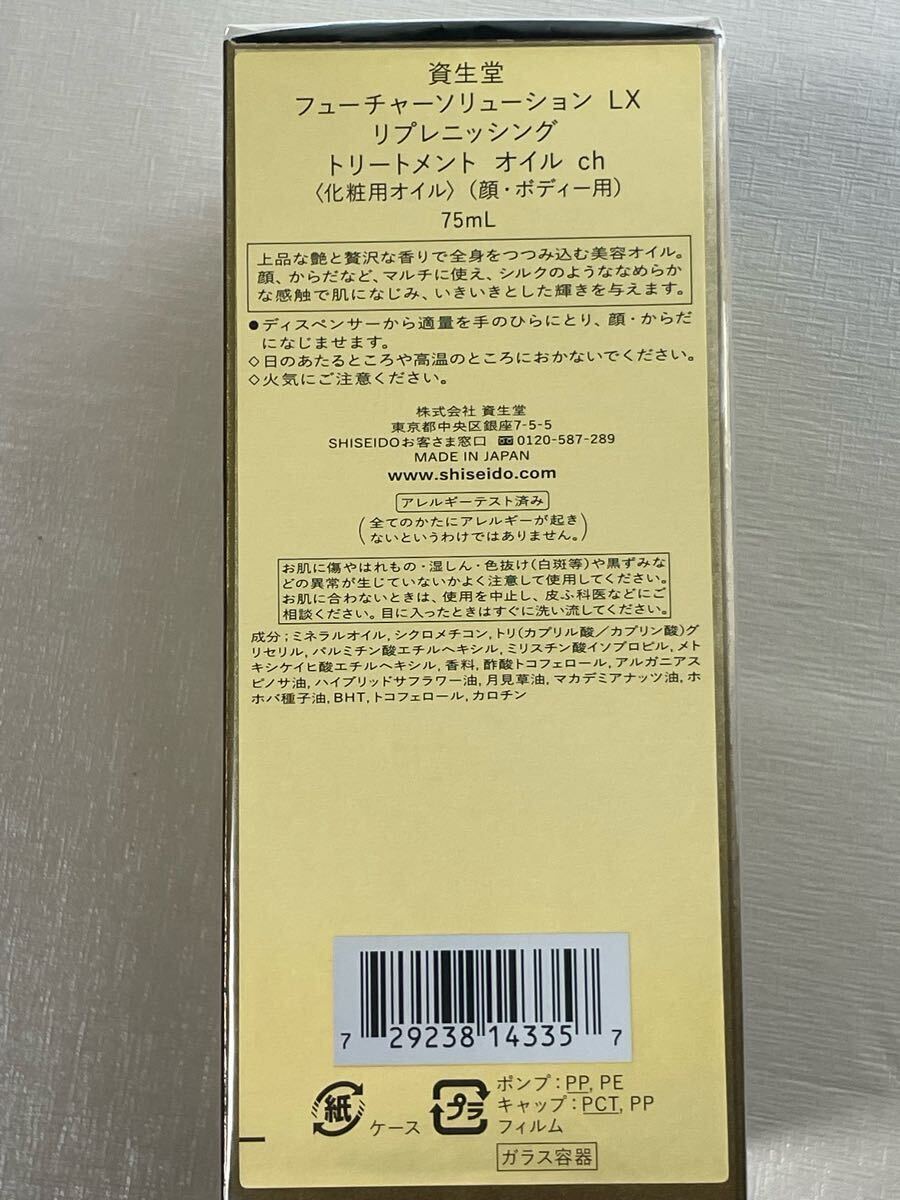 資生堂
フューチャーソリューション LX
リプレニッシング
トリートメント オイル ch
〈化粧用オイル〉(顔・ボディー用)
75mL
上品な艶と贅沢な香りで全身をつつみ込む美容オイル。
顔、からだなど、マルチに使え、シルクのようななめらか
な感触で肌になじみ、いきいきとした輝きを与えます。
●ディスペンサーから適量を手のひらにとり、顔・からだ
になじませます。
◇日のあたるところや高温のところにおかないでください。
◇火気にご注意ください。
株式会社 資生堂
東京都中央区銀座7-5-5
SHISEIDOお客さま窓口 0120-587-289
MADE IN JAPAN
www.shiseido.com
アレルギーテスト済み
(全てのかたにアレルギーが起き
ないというわけではありません。)
お肌に傷やはれもの・湿しん・色抜け(白斑等)や黒ずみな
どの異常が生じていないかよく注意して使用してください。
お肌に合わないときは、使用を中止し、皮ふ科医などにご
相談ください。目に入ったときはすぐに洗い流してください。
成分；ミネラルオイル, シクロメチコン, トリ(カプリル酸／カプリン酸)グ
リセリル, パルミチン酸エチルヘキシル, ミリスチン酸イソプロピル, メト
キシケイヒ酸エチルヘキシル, 香料, 酢酸トコフェロール, アルガニアス
ピノサ油, ハイブリッドサフラワー油, 月見草油, マカデミアナッツ油, ホ
ホバ種子油, BHT, トコフェロール, カロチン
7 29238 14335 7
紙 ケース
プラ ポンプ：PP, PE
キャップ：PCT, PP
フィルム
ガラス容器